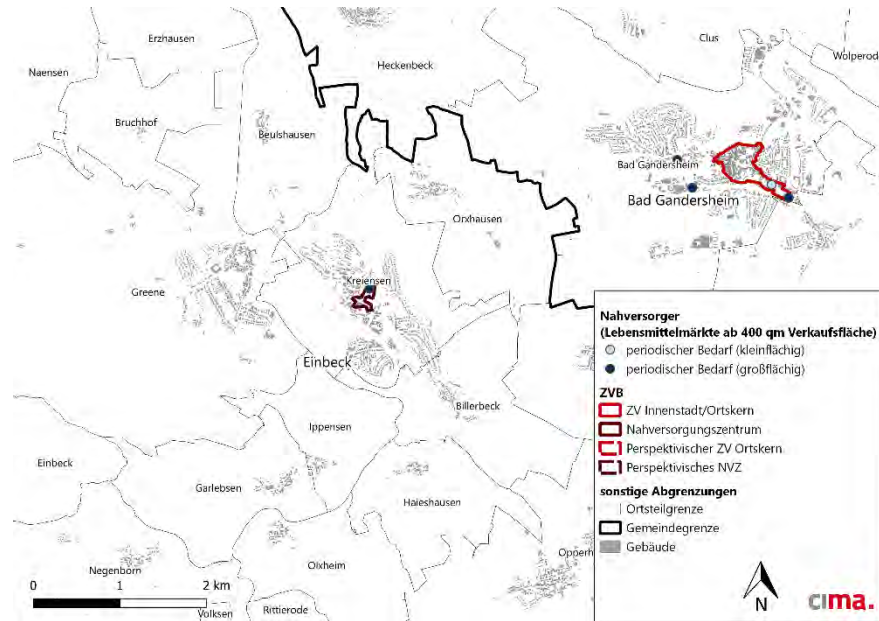 Erzhausen
Clus
Wolperode
Naensen
Heckenbeck
Bruchhof
Beulshausen
Bad Gandersheim
Bad Gandersheim
Orxhausen
Greene
Kreiensen
Einbeck
Billerbeck
Ippensen
Einbeck
Garlebsen
Haieshausen
Negenborn
Olxheim
Opperh
Volksen
Rittierode
0 1 2 km
Nahversorger
(Lebensmittelmärkte ab 400 qm Verkaufsfläche)
periodischer Bedarf (kleinflächig)
periodischer Bedarf (großflächig)
ZVB
ZV Innenstadt/Ortskern
Nahversorgungszentrum
Perspektivischer ZV Ortskern
Perspektivisches NVZ
sonstige Abgrenzungen
Ortsteilgrenze
Gemeindegrenze
Gebäude
N
cima.